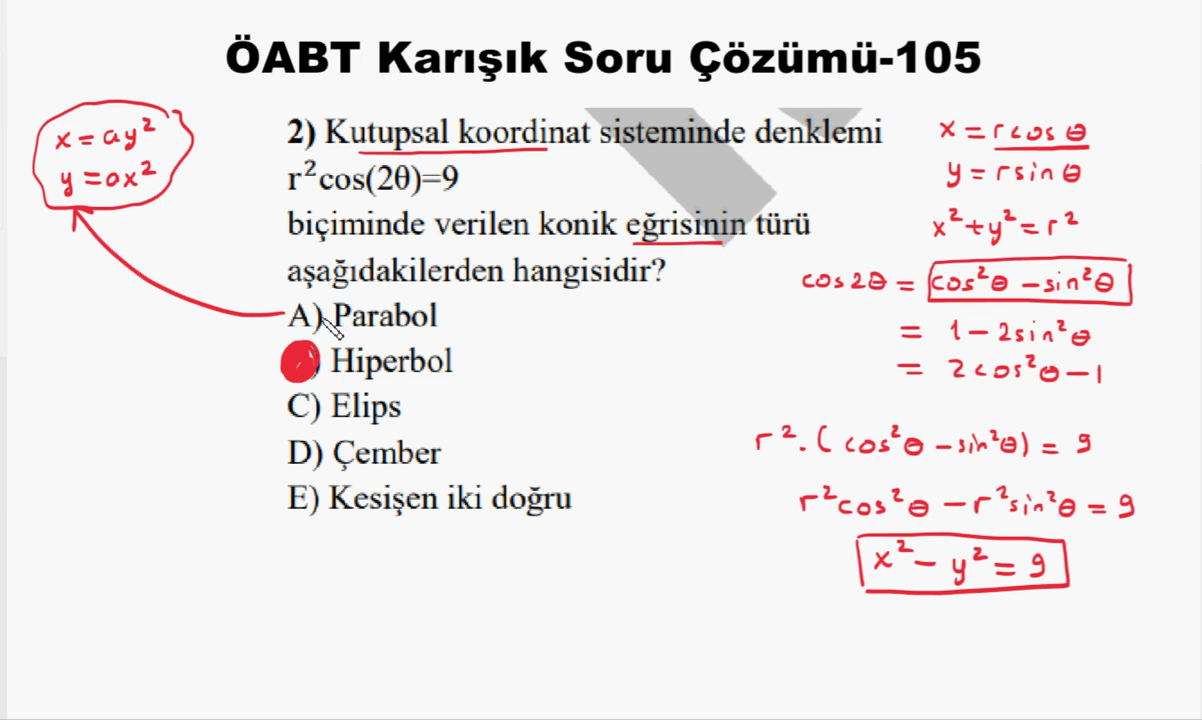 ÖABT Karışık Soru Çözümü-105
x = ay²
y = ax²
2) Kutupsal koordinat sisteminde denklemi
r²cos(2θ)=9
biçiminde verilen konik eğrisinin türü
aşağıdakilerden hangisidir?
A) Parabol
) Hiperbol
C) Elips
D) Çember
E) Kesişen iki doğru
x = rcos θ
y = rsin θ
x² + y² = r²
cos 2θ = cos²θ – sin²θ
= 1 – 2sin²θ
= 2cos²θ – 1
r².(cos²θ – sin²θ) = 9
r²cos²θ – r²sin²θ = 9
x² – y² = 9